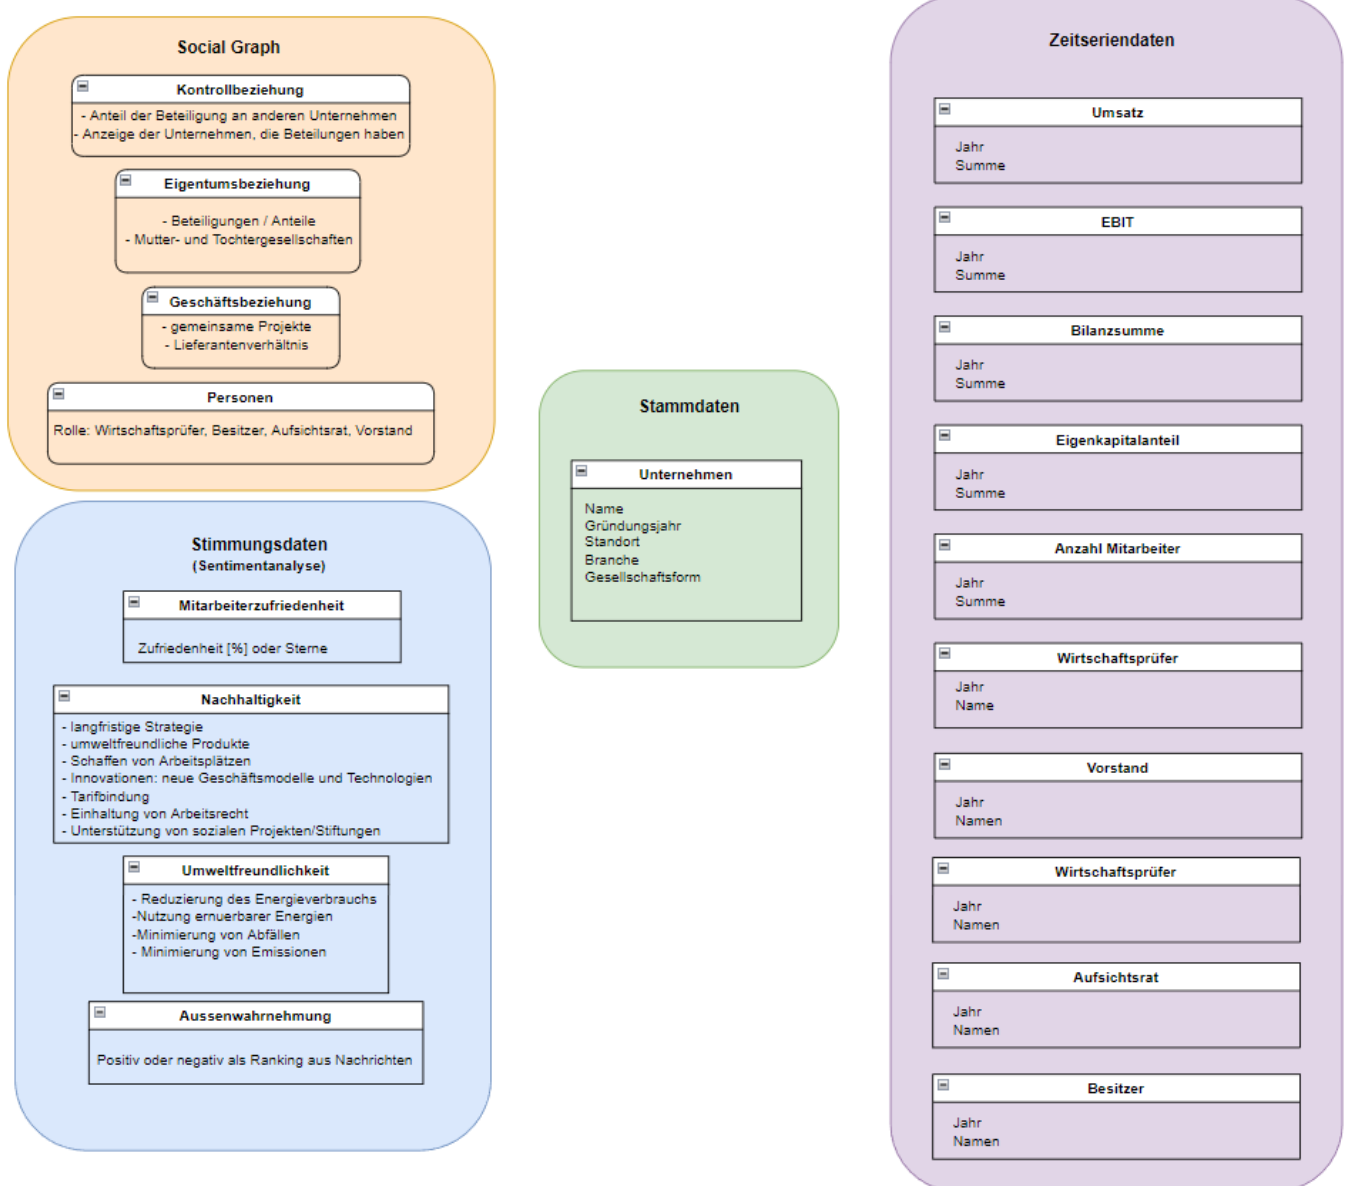 Social Graph
Kontrollbeziehung
- Anteil der Beteiligung an anderen Unternehmen
- Anzeige der Unternehmen, die Beteilungen haben
Eigentumsbeziehung
- Beteiligungen / Anteile
- Mutter- und Tochtergesellschaften
Geschäftsbeziehung
- gemeinsame Projekte
- Lieferantenverhältnis
Personen
Rolle: Wirtschaftsprüfer, Besitzer, Aufsichtsrat, Vorstand
Stimmungsdaten
(Sentimentanalyse)
Mitarbeiterzufriedenheit
Zufriedenheit [%] oder Sterne
Nachhaltigkeit
- langfristige Strategie
- umweltfreundliche Produkte
- Schaffen von Arbeitsplätzen
- Innovationen: neue Geschäftsmodelle und Technologien
- Tarifbindung
- Einhaltung von Arbeitsrecht
- Unterstützung von sozialen Projekten/Stiftungen
Umweltfreundlichkeit
- Reduzierung des Energieverbrauchs
-Nutzung ernuerbarer Energien
-Minimierung von Abfällen
- Minimierung von Emissionen
Aussenwahrnehmung
Positiv oder negativ als Ranking aus Nachrichten
Stammdaten
Unternehmen
Name
Gründungsjahr
Standort
Branche
Gesellschaftsform
Zeitseriendaten
Umsatz
Jahr
Summe
EBIT
Jahr
Summe
Bilanzsumme
Jahr
Summe
Eigenkapitalanteil
Jahr
Summe
Anzahl Mitarbeiter
Jahr
Summe
Wirtschaftsprüfer
Jahr
Name
Vorstand
Jahr
Namen
Wirtschaftsprüfer
Jahr
Namen
Aufsichtsrat
Jahr
Namen
Besitzer
Jahr
Namen